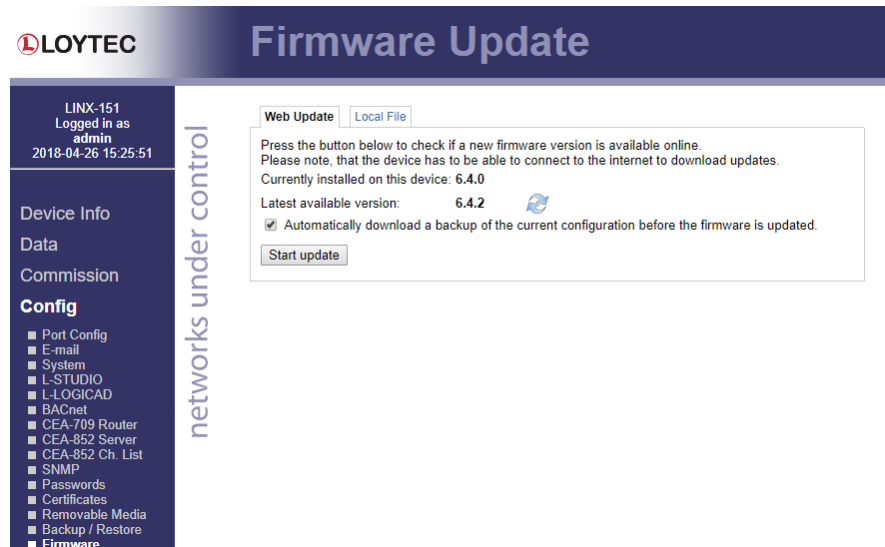 LOYTEC
Firmware Update
LINX-151
Logged in as
admin
2018-04-26 15:25:51
Device Info
Data
Commission
Config
Port Config
E-mail
System
L-STUDIO
L-LOGICAD
BACnet
CEA-709 Router
CEA-852 Server
CEA-852 Ch. List
SNMP
Passwords
Certificates
Removable Media
Backup / Restore
Firmware
networks under control
Web Update
Local File
Press the button below to check if a new firmware version is available online.
Please note, that the device has to be able to connect to the internet to download updates.
Currently installed on this device: 6.4.0
Latest available version: 6.4.2
Automatically download a backup of the current configuration before the firmware is updated.
Start update